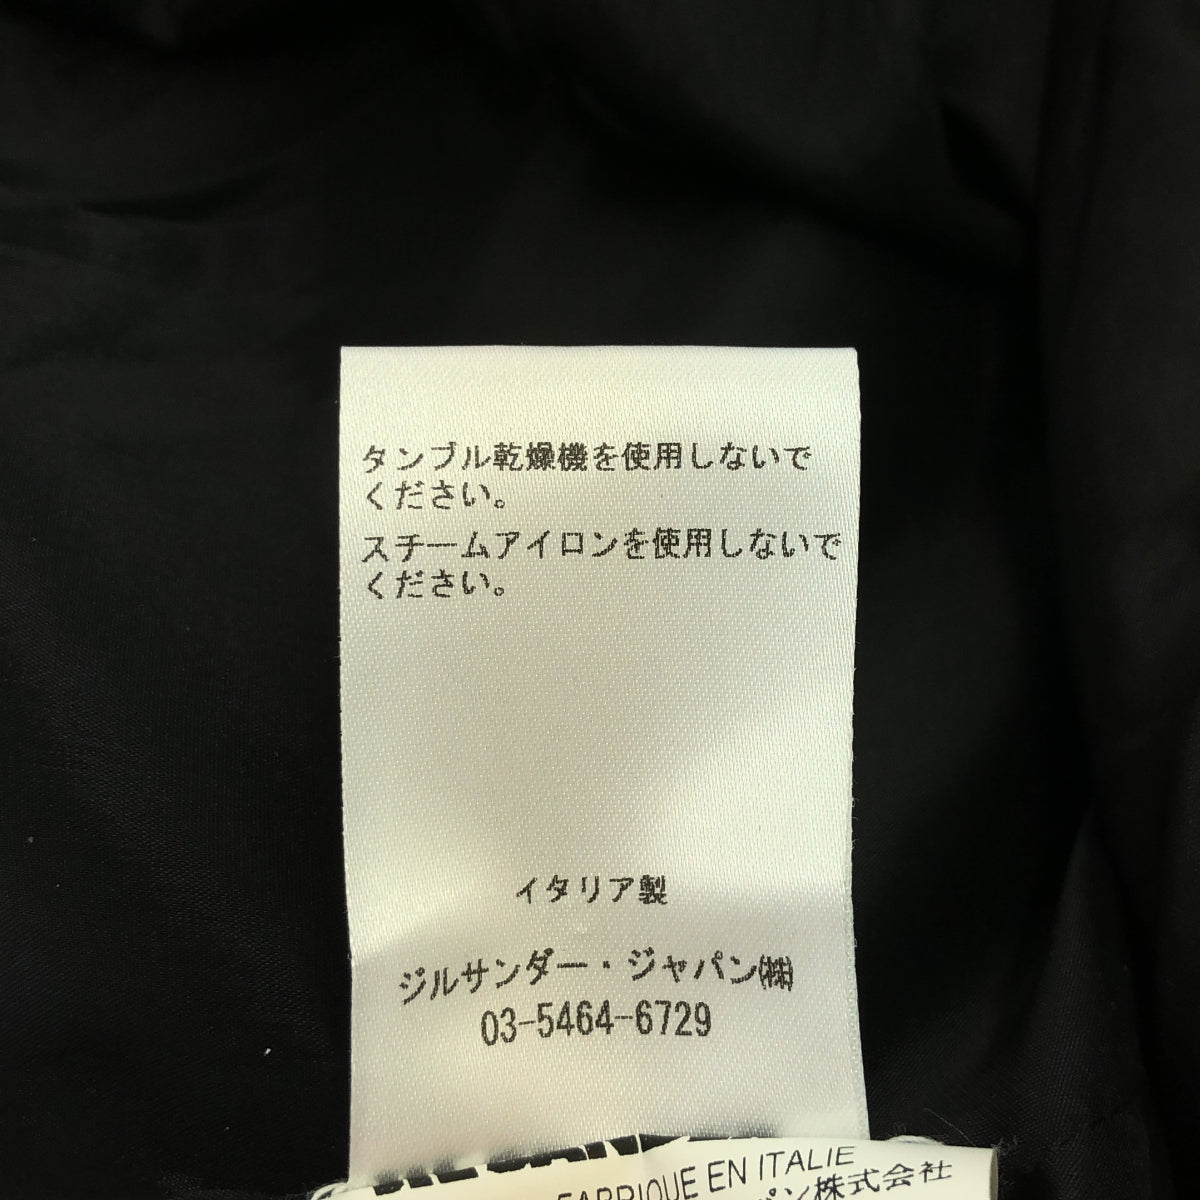 タンブル乾燥機を使用しないで
ください。
スチームアイロンを使用しないで
ください。
イタリア製
ジルサンダー・ジャパン㈱
03-5464-6729
FABRIQUE EN ITALIE
パン株式会社